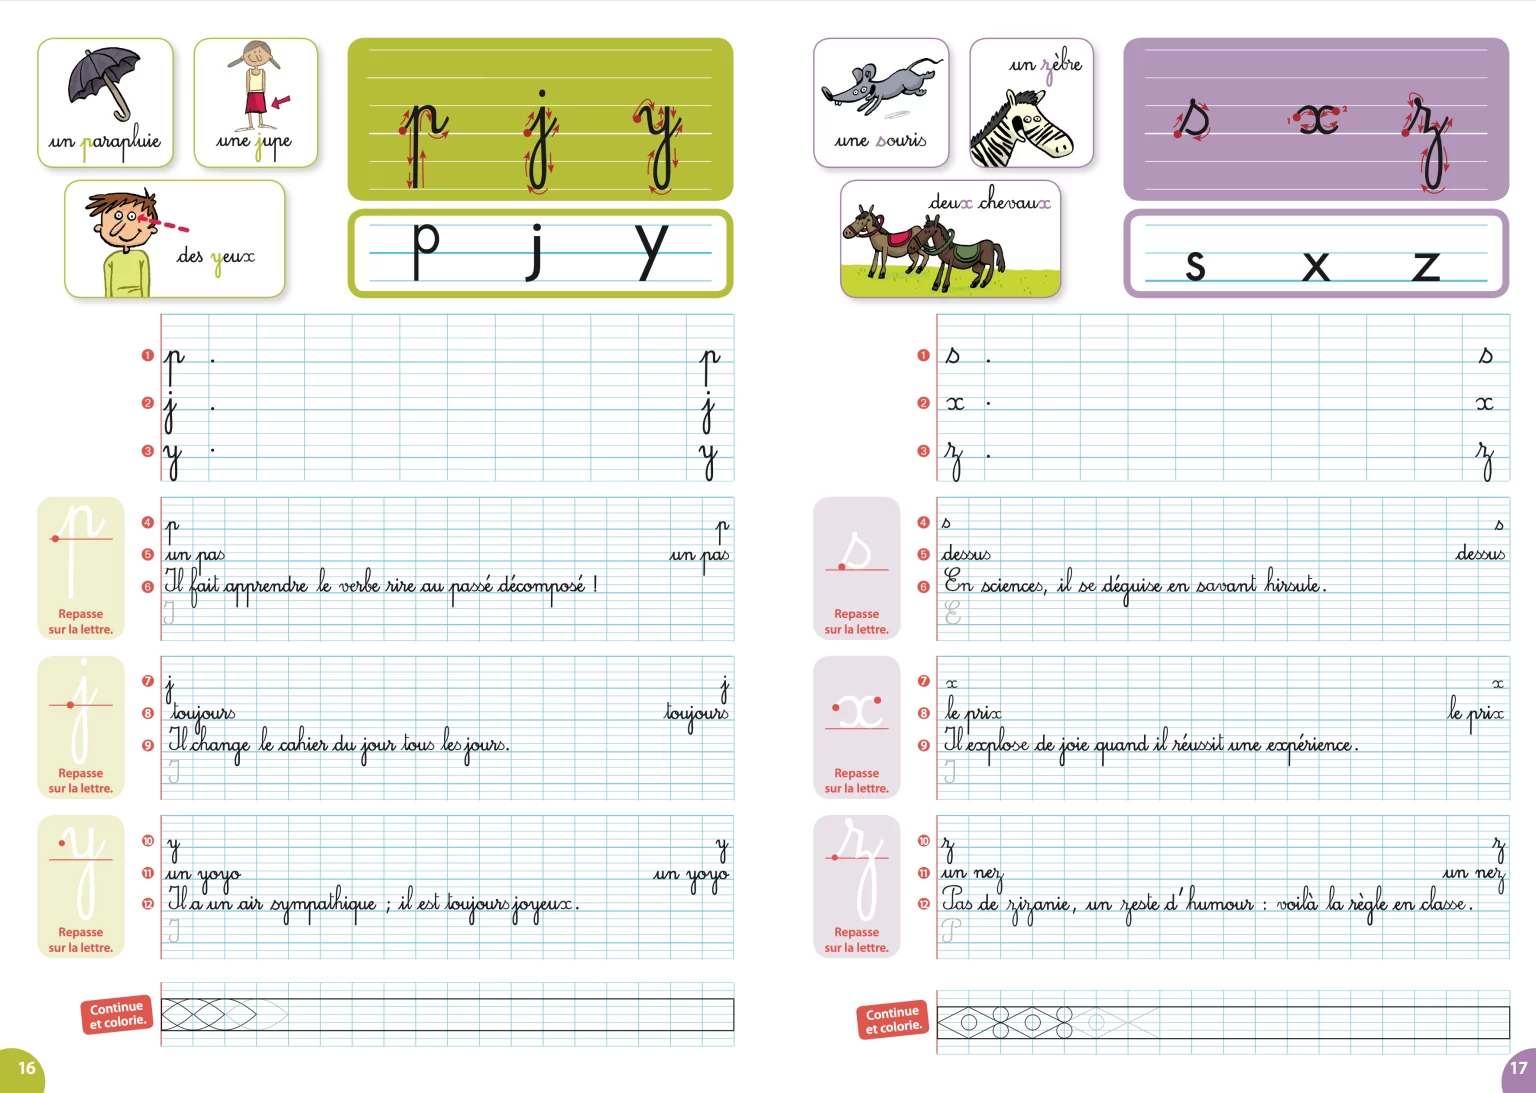 un parapluie
une jupe
des yeux
p j y
p j y
1 p p
2 j j
3 y y
p
Repasse
sur la lettre.
4 p p
5 un pas un pas
6 Il fait apprendre le verbe rire au passé décomposé !
I
j
Repasse
sur la lettre.
7 j j
8 toujours toujours
9 Il change le cahier du jour tous les jours.
I
y
Repasse
sur la lettre.
10 y y
11 un yoyo un yoyo
12 Il a un air sympathique ; il est toujours joyeux.
I
Continue
et colorie.
16
une souris
un zèbre
deux chevaux
s 1 x 2 z
s x z
1 s s
2 x x
3 z z
s
Repasse
sur la lettre.
4 s s
5 dessus dessus
6 En sciences, il se déguise en savant hirsute.
E
x
Repasse
sur la lettre.
7 x x
8 le prix le prix
9 Il explose de joie quand il réussit une expérience.
I
z
Repasse
sur la lettre.
10 z z
11 un nez un nez
12 Pas de zizanie, un zeste d'humour : voilà la règle en classe.
P
Continue
et colorie.
17